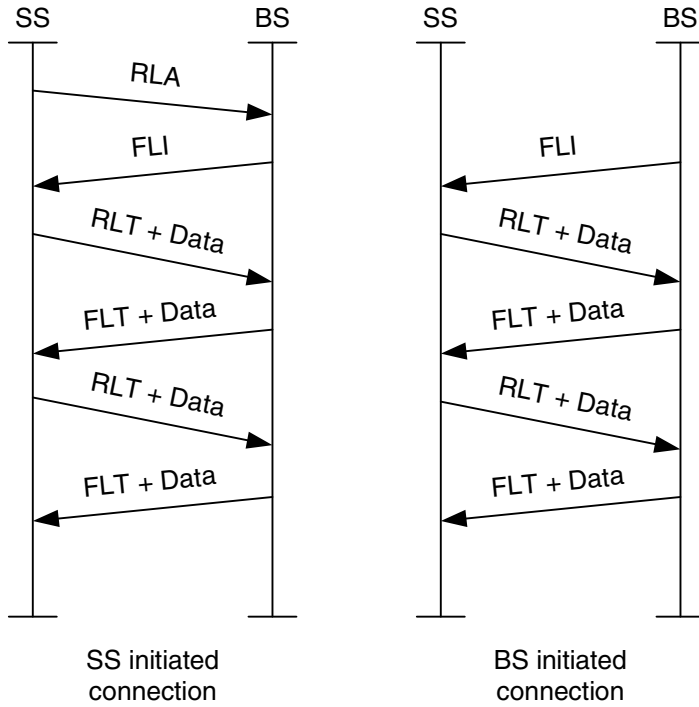 SS
BS
RLA
FLI
RLT + Data
FLT + Data
RLT + Data
FLT + Data
SS initiated
connection
SS
BS
FLI
RLT + Data
FLT + Data
RLT + Data
FLT + Data
BS initiated
connection